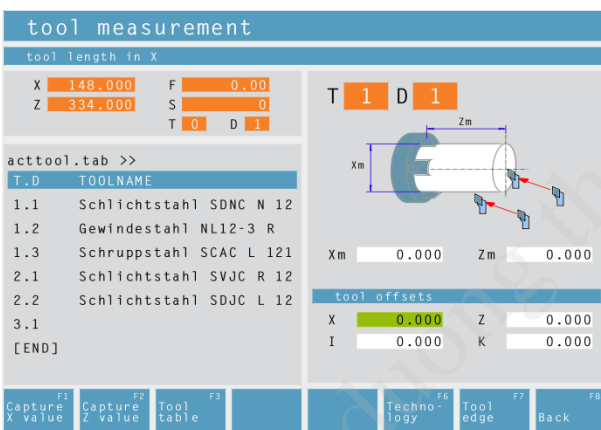 tool measurement
tool length in X
X 148.000 F 0.00
Z 334.000 S 0
T 0 D 1
acttool.tab >>
T.D TOOLNAME
1.1 Schlichtstahl SDNC N 12
1.2 Gewindestahl NL12-3 R
1.3 Schruppstahl SCAC L 121
2.1 Schlichtstahl SVJC R 12
2.2 Schlichtstahl SDJC L 12
3.1
[END]
T 1 D 1
Zm
Xm
Xm 0.000 Zm 0.000
tool offsets
X 0.000 Z 0.000
I 0.000 K 0.000
F1 F2 F3 F6 F7 F8
Capture Capture Tool Techno- Tool
X value Z value table logy edge Back
duong th